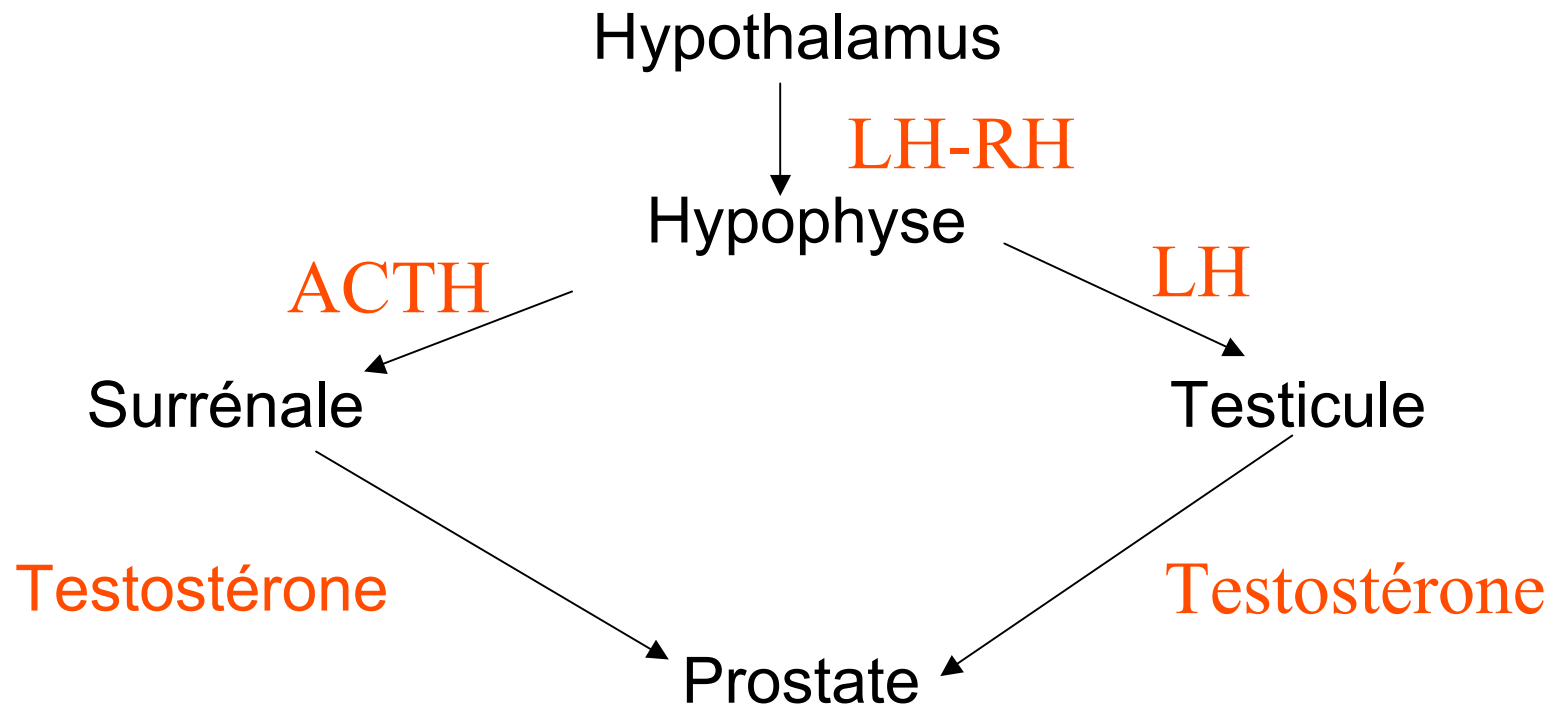 Hypothalamus
LH-RH
Hypophyse
ACTH
LH
Surrénale
Testicule
Testostérone
Testostérone
Prostate